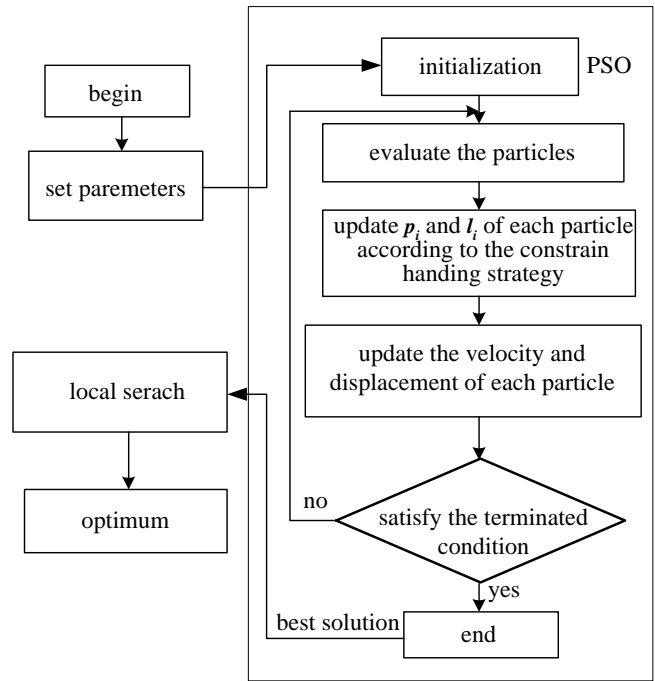 begin
set paremeters
initialization
PSO
evaluate the particles
update p_i and l_i of each particle
according to the constrain
handing strategy
update the velocity and
displacement of each particle
satisfy the terminated
condition
no
yes
end
best solution
local serach
optimum